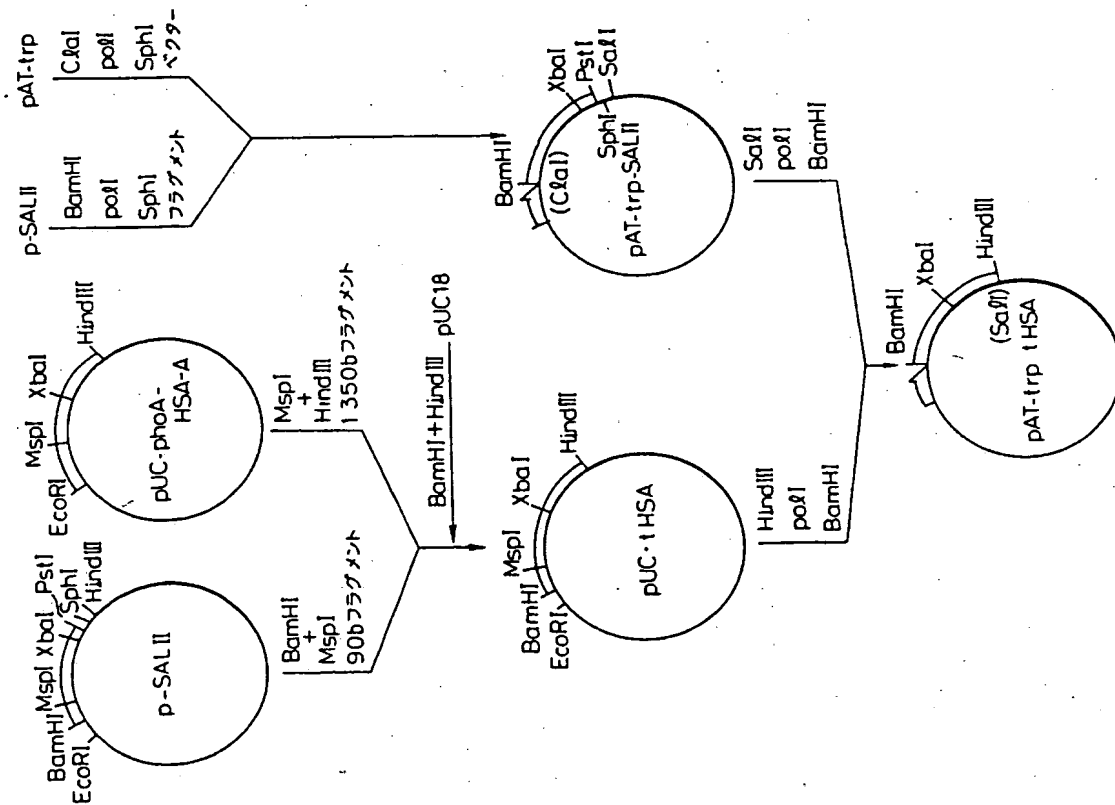 EcoRI
BamHI
MspI
XbaI
PstI
SphI
HindIII
p-SALII
BamHI
+
MspI
90bフラグメント
EcoRI
MspI
XbaI
HindIII
pUC-phoA-
HSA-A
MspI
+
HindIII
1350bフラグメント
BamHI+HindIII
pUC18
p-SALII
BamHI
polI
SphI
フラグメント
pAT-trp
ClaI
polI
SphI
ベクター
EcoRI
BamHI
MspI
XbaI
HindIII
pUC・tHSA
HindIII
polI
BamHI
BamHI
(ClaI)
XbaI
PstI
SphI
SalI
pAT-trp-SALII
SalI
polI
BamHI
BamHI
XbaI
HindIII
(SalI)
pAT-trp tHSA